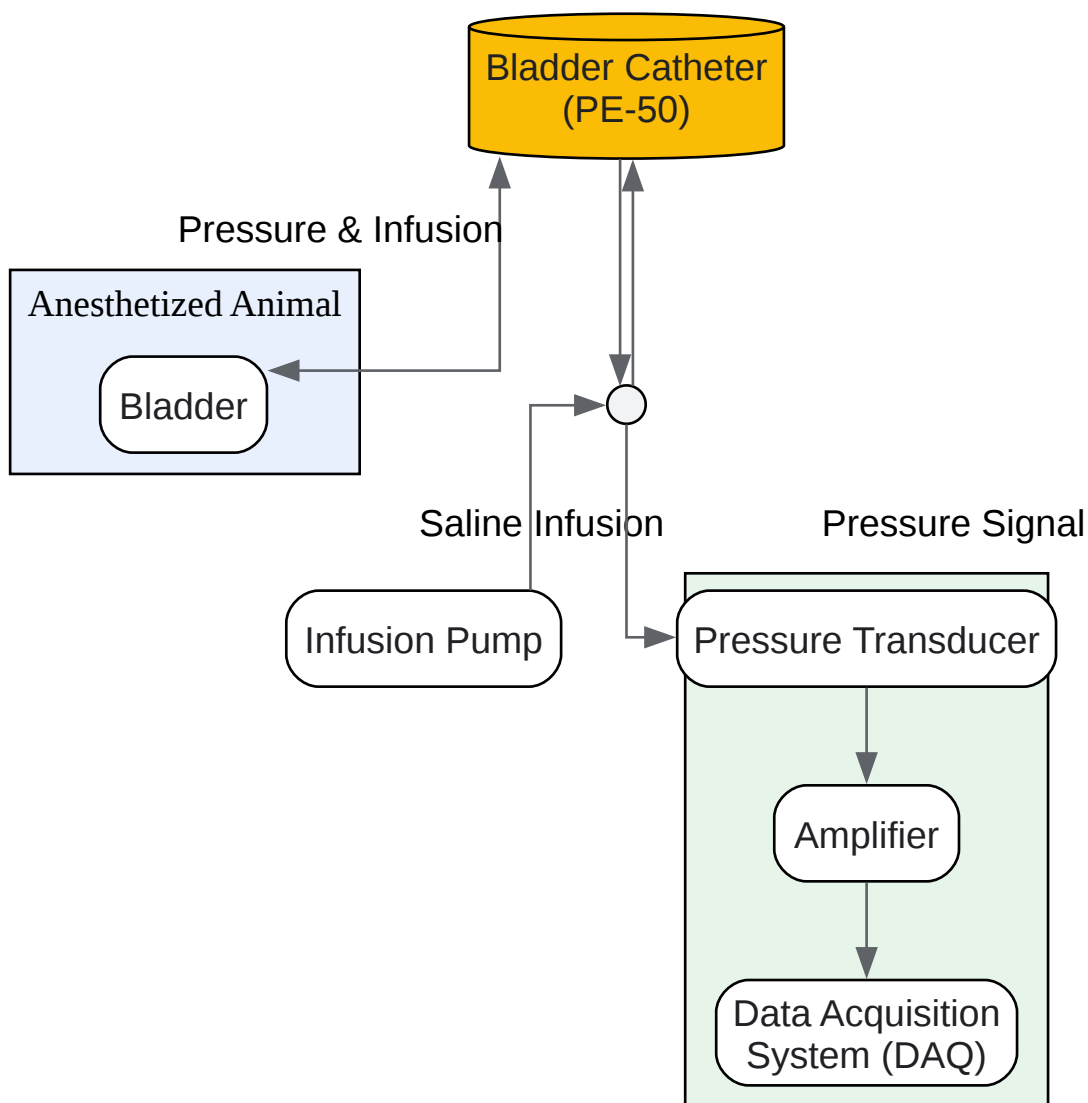 Bladder Catheter
(PE-50)
Pressure & Infusion
Anesthetized Animal
Bladder
Saline Infusion
Pressure Signal
Infusion Pump
Pressure Transducer
Amplifier
Data Acquisition
System (DAQ)